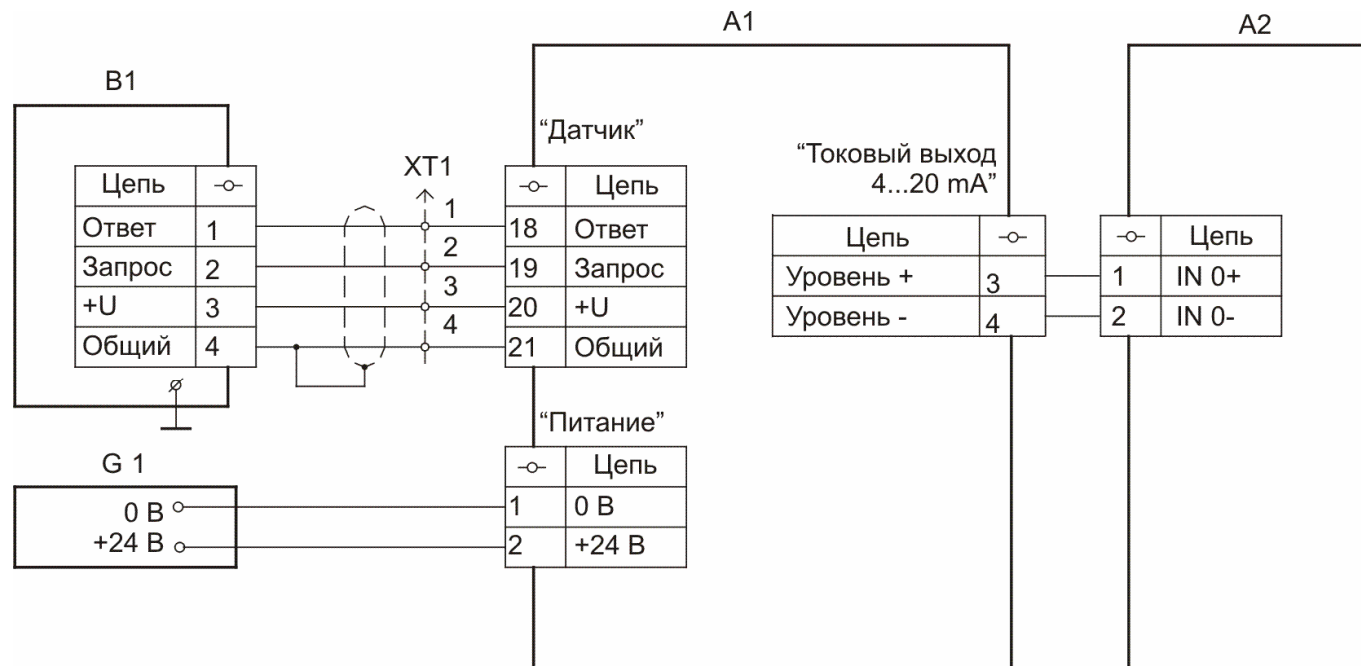 A1
A2
B1
“Датчик”
“Токовый выход
4...20 mA”
XT1
Цепь
Ответ 1
Запрос 2
+U 3
Общий 4
1
2
3
4
Цепь
18 Ответ
19 Запрос
20 +U
21 Общий
Цепь
Уровень + 3
Уровень - 4
Цепь
1 IN 0+
2 IN 0-
“Питание”
G 1
0 В
+24 В
Цепь
1 0 В
2 +24 В